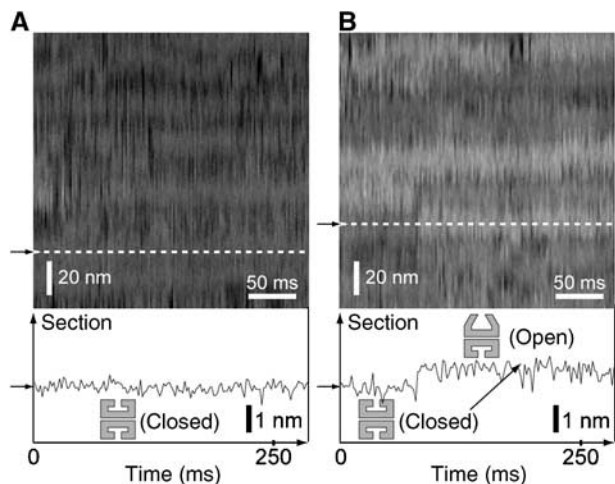 A
20 nm
50 ms
Section
(Closed)
1 nm
0
250
Time (ms)
B
20 nm
50 ms
Section
(Open)
(Closed)
1 nm
0
250
Time (ms)